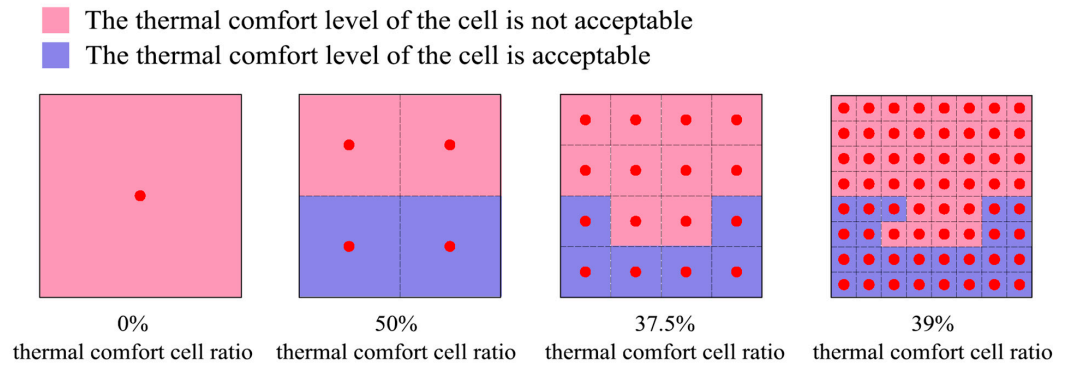 The thermal comfort level of the cell is not acceptable
The thermal comfort level of the cell is acceptable
0%
thermal comfort cell ratio
50%
thermal comfort cell ratio
37.5%
thermal comfort cell ratio
39%
thermal comfort cell ratio